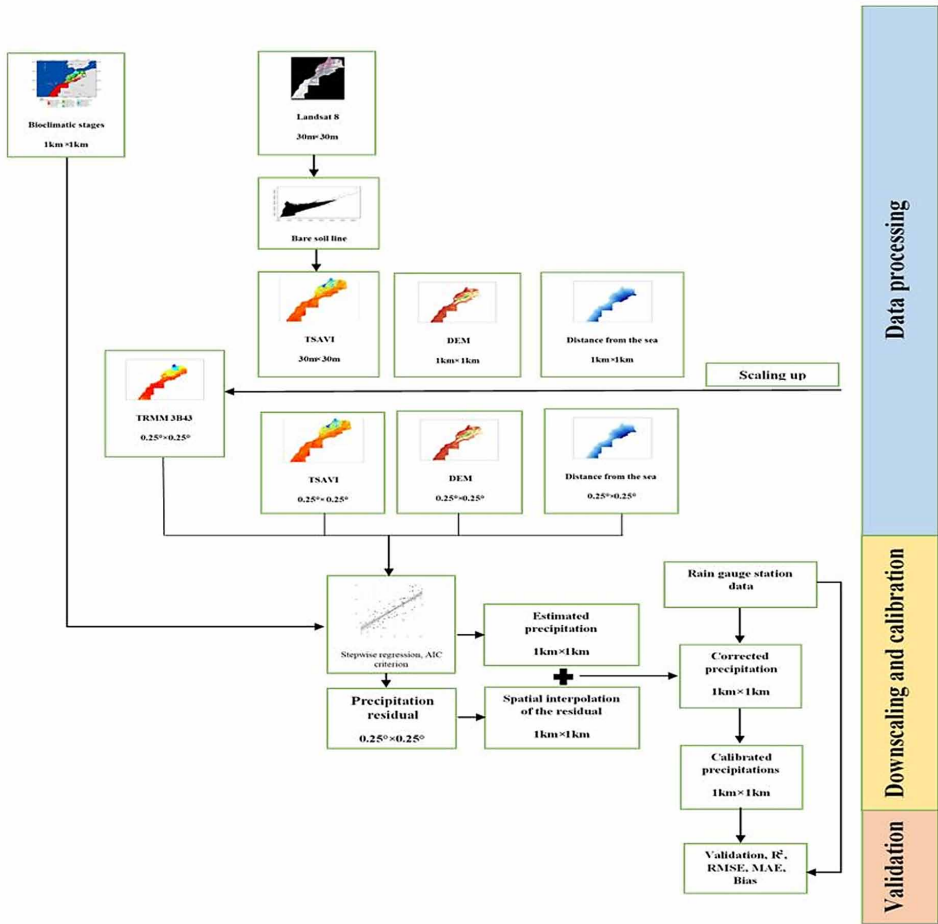 Bioclimatic stages
1km ×1km
Landsat 8
30m×30m
Bare soil line
TSAVI
30m×30m
DEM
1km×1km
Distance from the sea
1km×1km
Scaling up
TRMM 3B43
0.25°×0.25°
TSAVI
0.25°×0.25°
DEM
0.25°×0.25°
Distance from the sea
0.25°×0.25°
Data processing
Stepwise regression, AIC
criterion
Estimated
precipitation
1km×1km
Precipitation
residual
0.25°×0.25°
Spatial interpolation
of the residual
1km×1km
Rain gauge station
data
Corrected
precipitation
1km×1km
Calibrated
precipitations
1km×1km
Downscaling and calibration
Validation, R²,
RMSE, MAE,
Bias
Validation